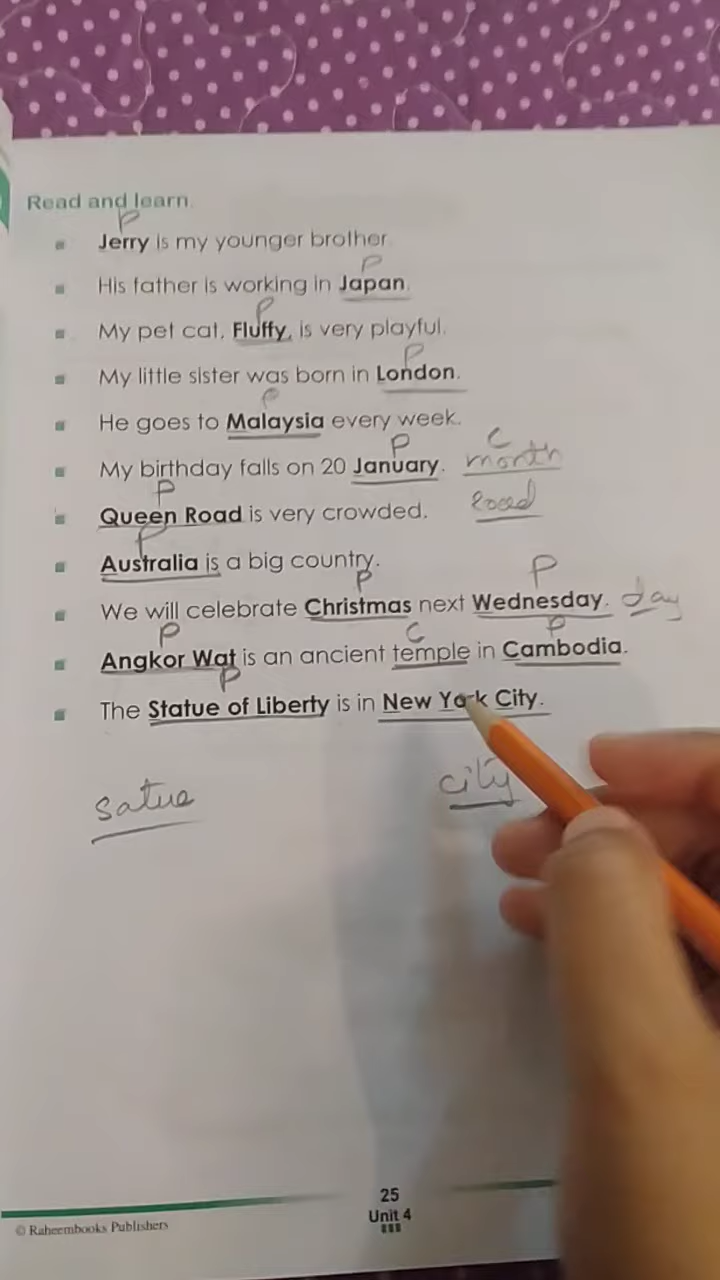 Read and learn.
P
Jerry is my younger brother.
P
His father is working in Japan.
P
My pet cat, Fluffy, is very playful.
P
My little sister was born in London.
P
He goes to Malaysia every week.
P C
My birthday falls on 20 January. month
P
Queen Road is very crowded. road
P
Australia is a big country.
P P
We will celebrate Christmas next Wednesday. day
P C P
Angkor Wat is an ancient temple in Cambodia.
P
The Statue of Liberty is in New York City.
satue city
25
Unit 4
© Raheembooks Publishers